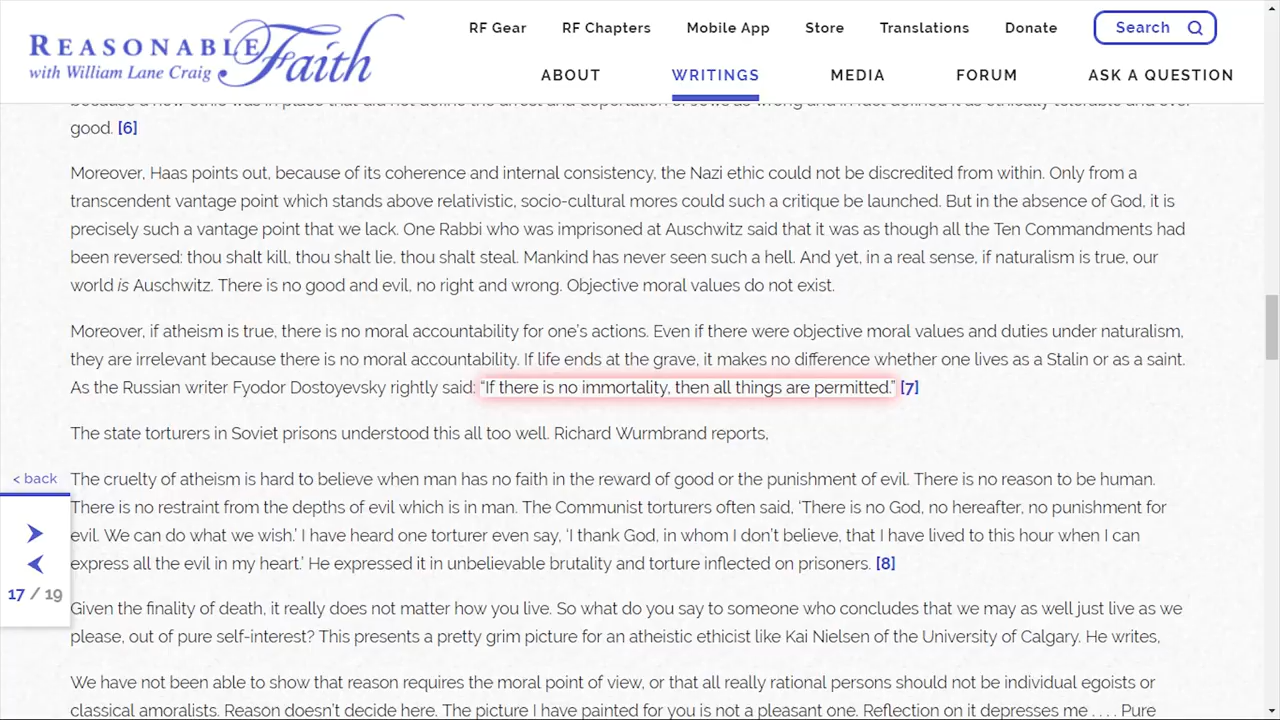 RF Gear RF Chapters Mobile App Store Translations Donate Search
REASONABLE Faith
with William Lane Craig
ABOUT WRITINGS MEDIA FORUM ASK A QUESTION
good. [6]
Moreover, Haas points out, because of its coherence and internal consistency, the Nazi ethic could not be discredited from within. Only from a
transcendent vantage point which stands above relativistic, socio-cultural mores could such a critique be launched. But in the absence of God, it is
precisely such a vantage point that we lack. One Rabbi who was imprisoned at Auschwitz said that it was as though all the Ten Commandments had
been reversed: thou shalt kill, thou shalt lie, thou shalt steal. Mankind has never seen such a hell. And yet, in a real sense, if naturalism is true, our
world is Auschwitz. There is no good and evil, no right and wrong. Objective moral values do not exist.
Moreover, if atheism is true, there is no moral accountability for one's actions. Even if there were objective moral values and duties under naturalism,
they are irrelevant because there is no moral accountability. If life ends at the grave, it makes no difference whether one lives as a Stalin or as a saint.
As the Russian writer Fyodor Dostoyevsky rightly said: “If there is no immortality, then all things are permitted.” [7]
The state torturers in Soviet prisons understood this all too well. Richard Wurmbrand reports,
< back
The cruelty of atheism is hard to believe when man has no faith in the reward of good or the punishment of evil. There is no reason to be human.
There is no restraint from the depths of evil which is in man. The Communist torturers often said, ‘There is no God, no hereafter, no punishment for
evil. We can do what we wish.’ I have heard one torturer even say, ‘I thank God, in whom I don’t believe, that I have lived to this hour when I can
express all the evil in my heart.’ He expressed it in unbelievable brutality and torture inflected on prisoners. [8]
17 / 19
Given the finality of death, it really does not matter how you live. So what do you say to someone who concludes that we may as well just live as we
please, out of pure self-interest? This presents a pretty grim picture for an atheistic ethicist like Kai Nielsen of the University of Calgary. He writes,
We have not been able to show that reason requires the moral point of view, or that all really rational persons should not be individual egoists or
classical amoralists. Reason doesn’t decide here. The picture I have painted for you is not a pleasant one. Reflection on it depresses me . . . . Pure